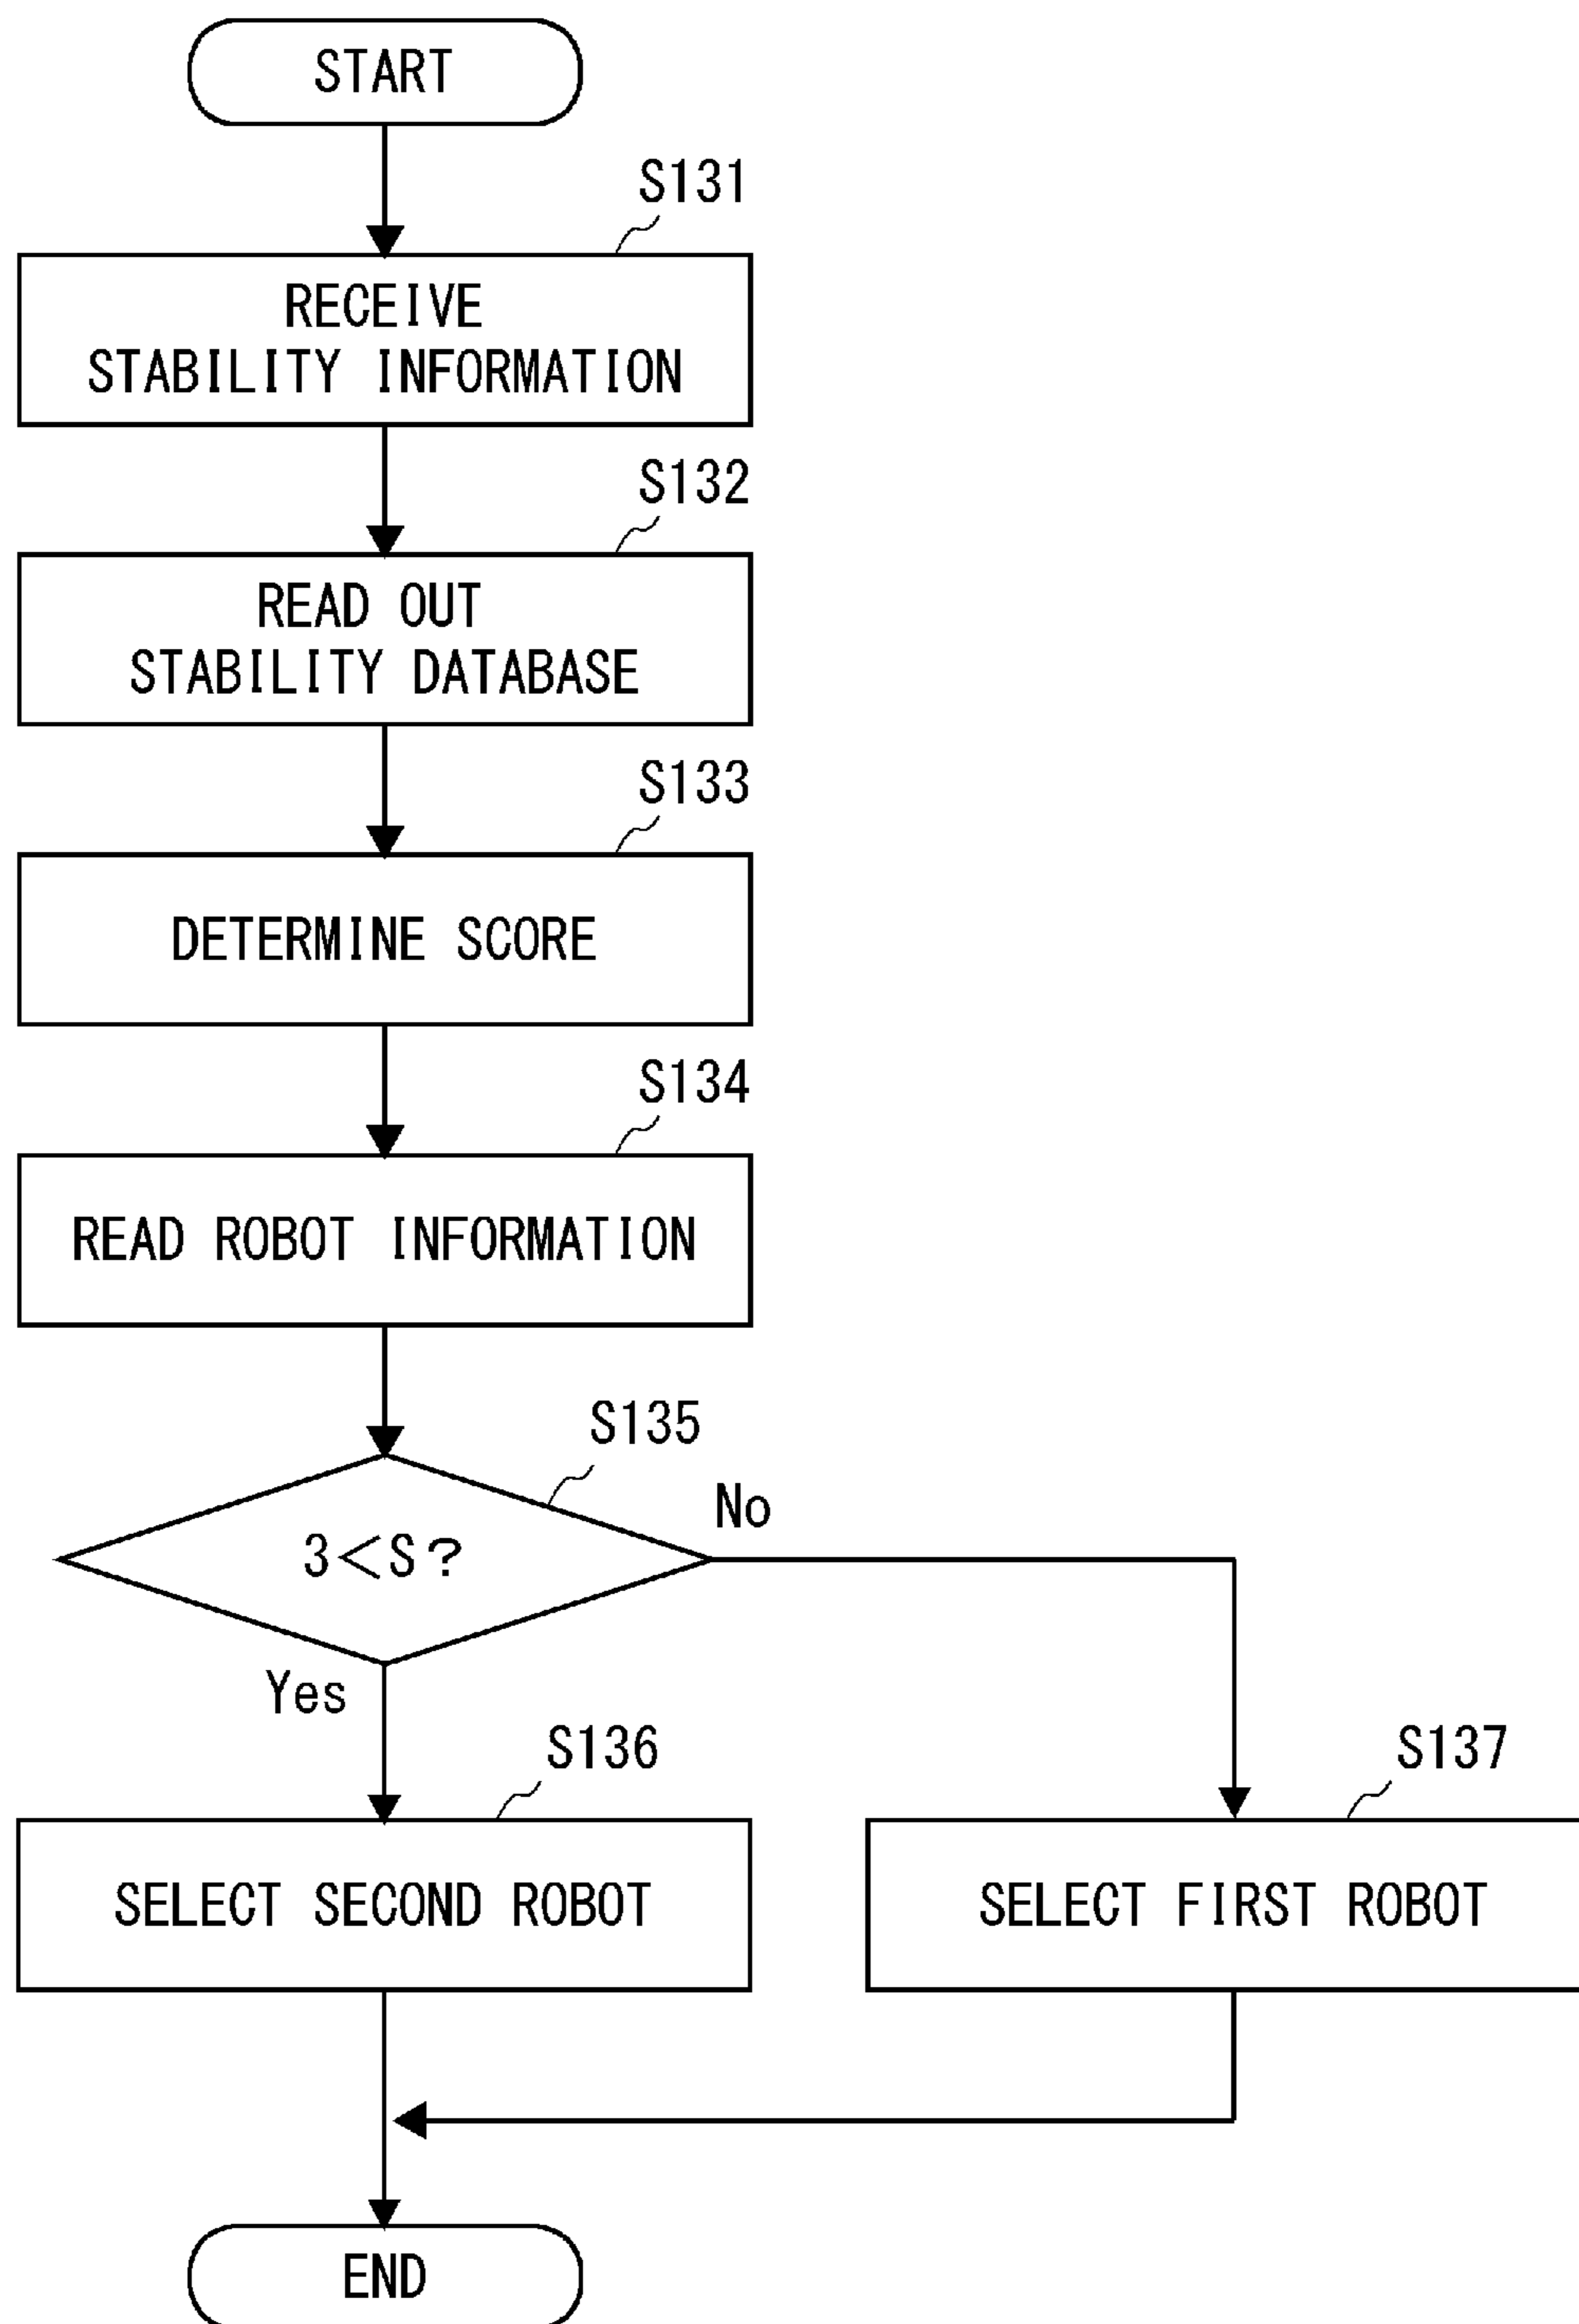 START
S131
RECEIVE
STABILITY INFORMATION
S132
READ OUT
STABILITY DATABASE
S133
DETERMINE SCORE
S134
READ ROBOT INFORMATION
S135
3<S?
No
Yes
S136
SELECT SECOND ROBOT
S137
SELECT FIRST ROBOT
END